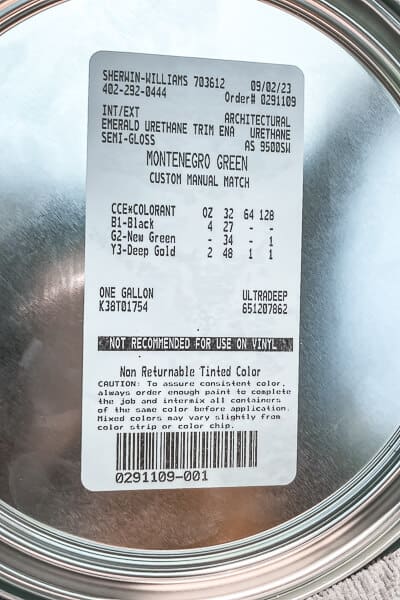 SHERWIN-WILLIAMS 703612 09/02/23
402-292-0444 Order# 0291109
INT/EXT ARCHITECTURAL
EMERALD URETHANE TRIM ENA URETHANE
SEMI-GLOSS AS 9500SW
MONTENEGRO GREEN
CUSTOM MANUAL MATCH
CCE*COLORANT OZ 32 64 128
B1-Black 4 27 - -
G2-New Green - 34 - 1
Y3-Deep Gold 2 48 1 1
ONE GALLON ULTRADEEP
K38T01754 651207862
NOT RECOMMENDED FOR USE ON VINYL
Non Returnable Tinted Color
CAUTION: To assure consistent color,
always order enough paint to complete
the job and intermix all containers
of the same color before application.
Mixed colors may vary slightly from
color strip or color chip.
0291109-001